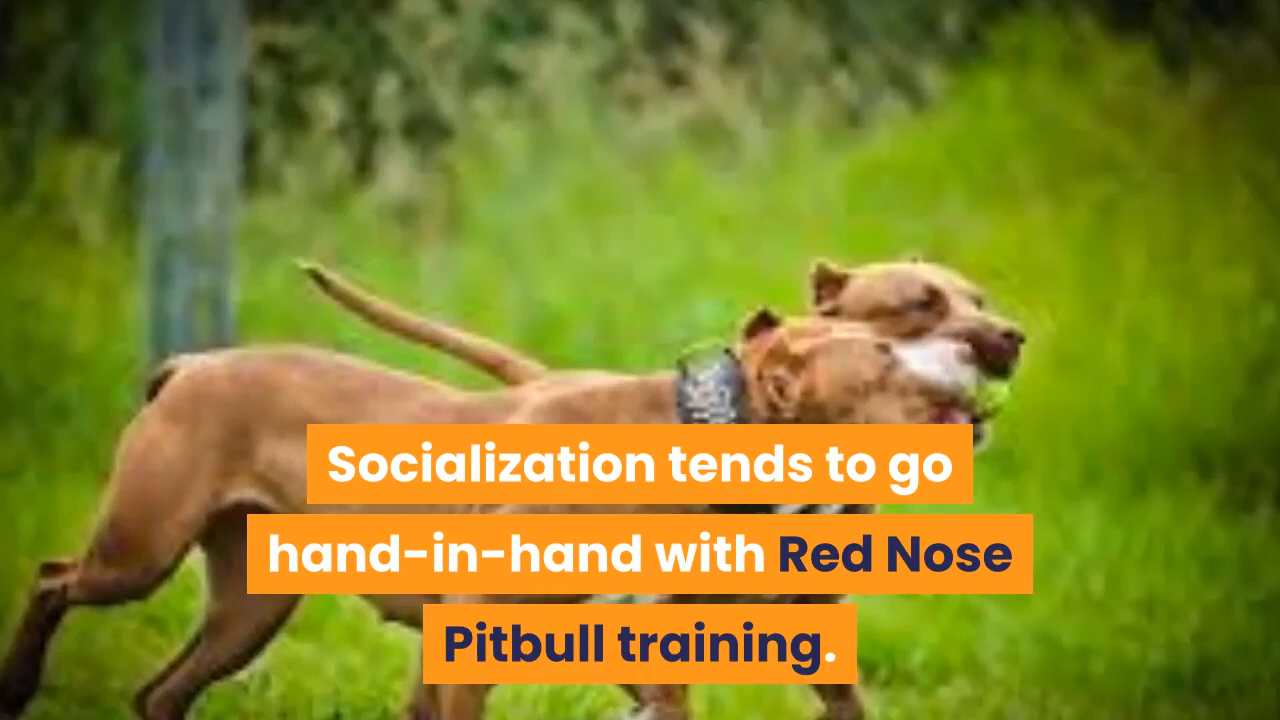 Socialization tends to go
hand-in-hand with Red Nose
Pitbull training.